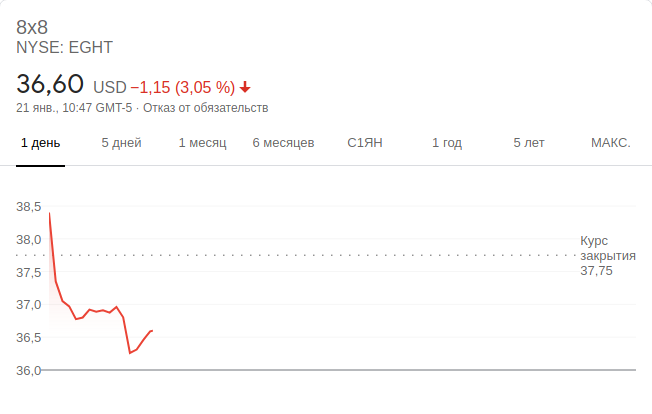 8x8
NYSE: EGHT
36,60 USD −1,15 (3,05 %)
21 янв., 10:47 GMT-5 · Отказ от обязательств
1 день 5 дней 1 месяц 6 месяцев С1ЯН 1 год 5 лет МАКС.
38,5
38,0
37,5
37,0
36,5
36,0
Курс
закрытия
37,75